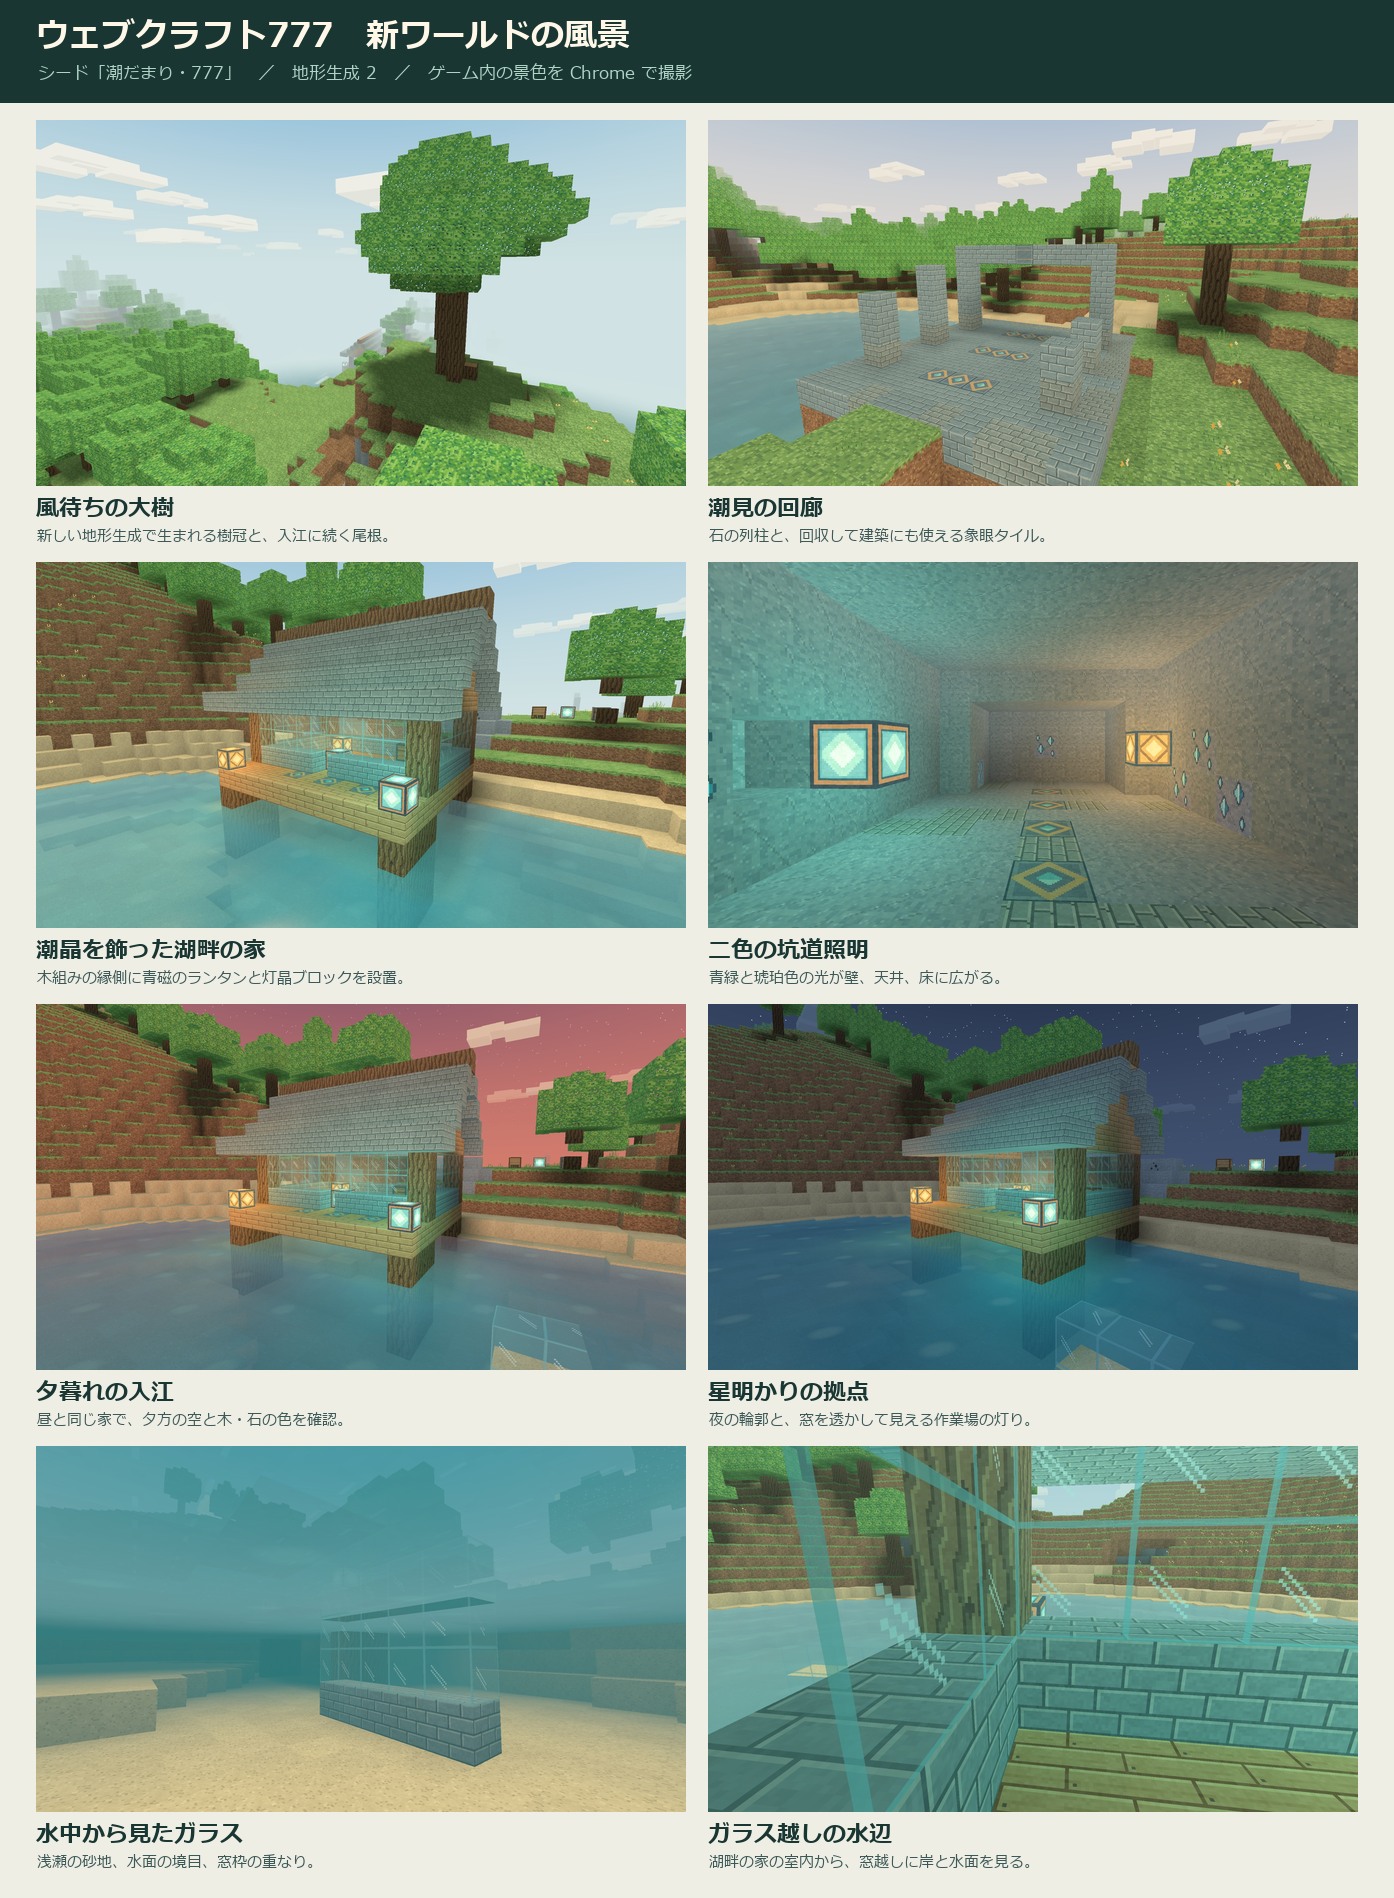 ウェブクラフト777　新ワールドの風景
シード「潮だまり・777」　／　地形生成 2　／　ゲーム内の景色を Chrome で撮影
風待ちの大樹
新しい地形生成で生まれる樹冠と、入江に続く尾根。
潮見の回廊
石の列柱と、回収して建築にも使える象眼タイル。
潮晶を飾った湖畔の家
木組みの縁側に青磁のランタンと灯晶ブロックを設置。
二色の坑道照明
青緑と琥珀色の光が壁、天井、床に広がる。
夕暮れの入江
昼と同じ家で、夕方の空と木・石の色を確認。
星明かりの拠点
夜の輪郭と、窓を透かして見える作業場の灯り。
水中から見たガラス
浅瀬の砂地、水面の境目、窓枠の重なり。
ガラス越しの水辺
湖畔の家の室内から、窓越しに岸と水面を見る。